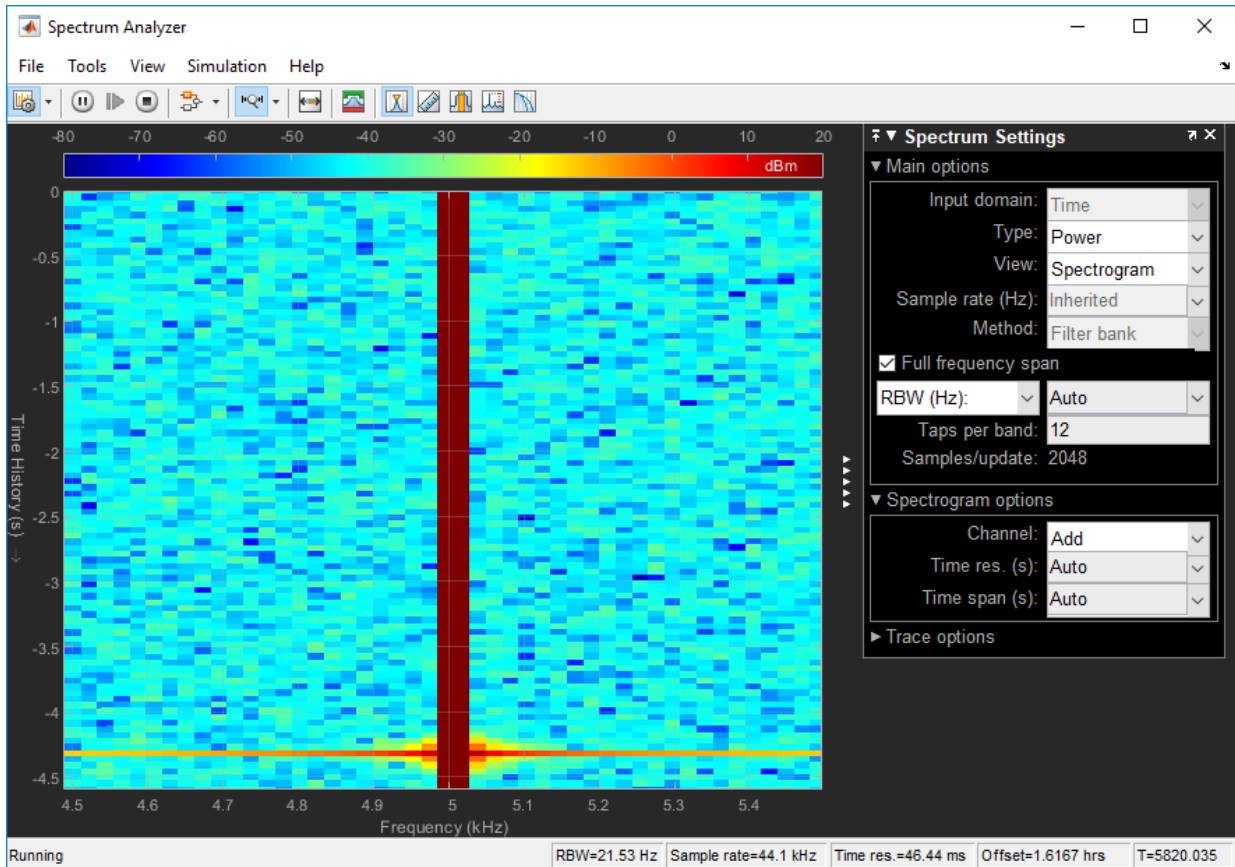 Spectrum Analyzer
File Tools View Simulation Help
-80 -70 -60 -50 -40 -30 -20 -10 0 10 20
dBm
0
-0.5
-1
-1.5
-2
-2.5
-3
-3.5
-4
-4.5
Time History (s) →
4.5 4.6 4.7 4.8 4.9 5 5.1 5.2 5.3 5.4
Frequency (kHz)
Spectrum Settings
Main options
Input domain: Time
Type: Power
View: Spectrogram
Sample rate (Hz): Inherited
Method: Filter bank
Full frequency span
RBW (Hz): Auto
Taps per band: 12
Samples/update: 2048
Spectrogram options
Channel: Add
Time res. (s): Auto
Time span (s): Auto
Trace options
Running RBW=21.53 Hz Sample rate=44.1 kHz Time res.=46.44 ms Offset=1.6167 hrs T=5820.035